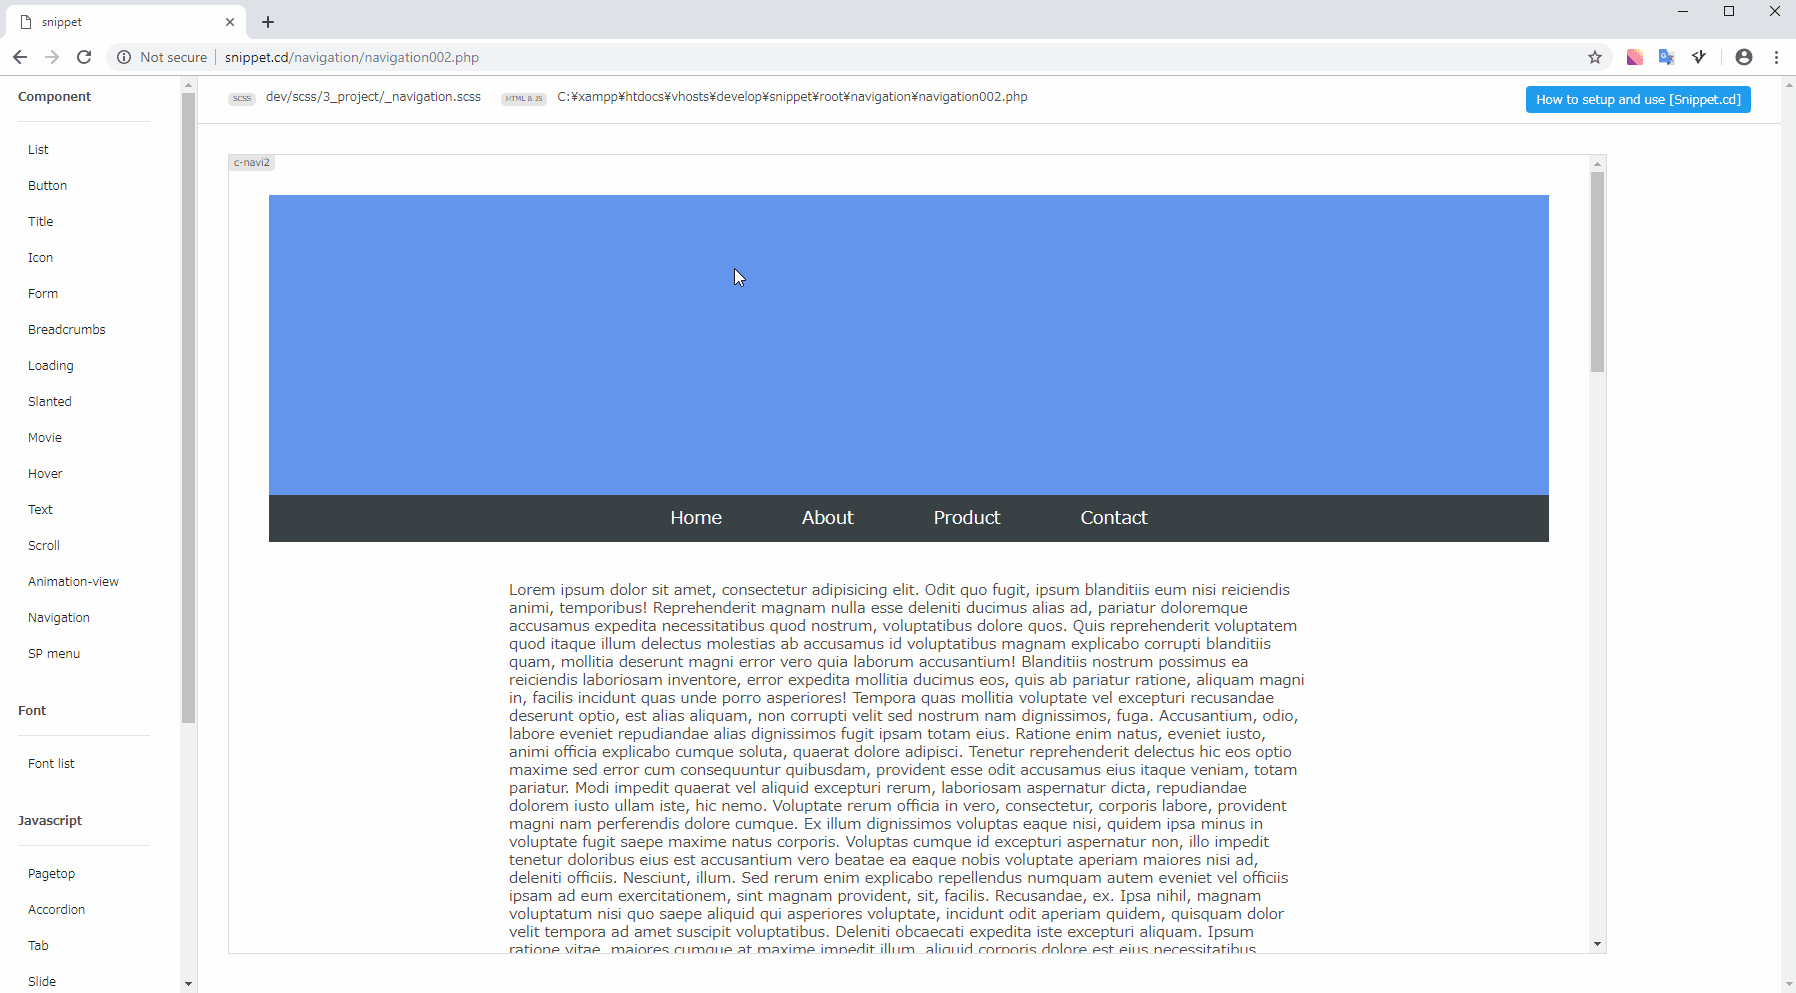 snippet
Not secure
snippet.cd/navigation/navigation002.php
Component
List
Button
Title
Icon
Form
Breadcrumbs
Loading
Slanted
Movie
Hover
Text
Scroll
Animation-view
Navigation
SP menu
Font
Font list
Javascript
Pagetop
Accordion
Tab
Slide
SCSS dev/scss/3_project/_navigation.scss HTML & JS C:¥xampp¥htdocs¥vhosts¥develop¥snippet¥root¥navigation¥navigation002.php
How to setup and use [Snippet.cd]
c-navi2
Home About Product Contact
Lorem ipsum dolor sit amet, consectetur adipisicing elit. Odit quo fugit, ipsum blanditiis eum nisi reiciendis
animi, temporibus! Reprehenderit magnam nulla esse deleniti ducimus alias ad, pariatur doloremque
accusamus expedita necessitatibus quod nostrum, voluptatibus dolore quos. Quis reprehenderit voluptatem
quod itaque illum delectus molestias ab accusamus id voluptatibus magnam explicabo corrupti blanditiis
quam, mollitia deserunt magni error vero quia laborum accusantium! Blanditiis nostrum possimus ea
reiciendis laboriosam inventore, error expedita mollitia ducimus eos, quis ab pariatur ratione, aliquam magni
in, facilis incidunt quas unde porro asperiores! Tempora quas mollitia voluptate vel excepturi recusandae
deserunt optio, est alias aliquam, non corrupti velit sed nostrum nam dignissimos, fuga. Accusantium, odio,
labore eveniet repudiandae alias dignissimos fugit ipsam totam eius. Ratione enim natus, eveniet iusto,
animi officia explicabo cumque soluta, quaerat dolore adipisci. Tenetur reprehenderit delectus hic eos optio
maxime sed error cum consequuntur quibusdam, provident esse odit accusamus eius itaque veniam, totam
pariatur. Modi impedit quaerat vel aliquid excepturi rerum, laboriosam aspernatur dicta, repudiandae
dolorem iusto ullam iste, hic nemo. Voluptate rerum officia in vero, consectetur, corporis labore, provident
magni nam perferendis dolore cumque. Ex illum dignissimos voluptas eaque nisi, quidem ipsa minus in
voluptate fugit saepe maxime natus corporis. Voluptas cumque id excepturi aspernatur non, illo impedit
tenetur doloribus eius est accusantium vero beatae ea eaque nobis voluptate aperiam maiores nisi ad,
deleniti officiis. Nesciunt, illum. Sed rerum enim explicabo repellendus numquam autem eveniet vel officiis
ipsam ad eum exercitationem, sint magnam provident, sit, facilis. Recusandae, ex. Ipsa nihil, magnam
voluptatum nisi quo saepe aliquid qui asperiores voluptate, incidunt odit aperiam quidem, quisquam dolor
velit tempora ad amet suscipit voluptatibus. Deleniti obcaecati expedita iste excepturi aliquam. Ipsum
ratione vitae, maiores cumque at maxime impedit illum, aliquid corporis dolore est eius necessitatibus